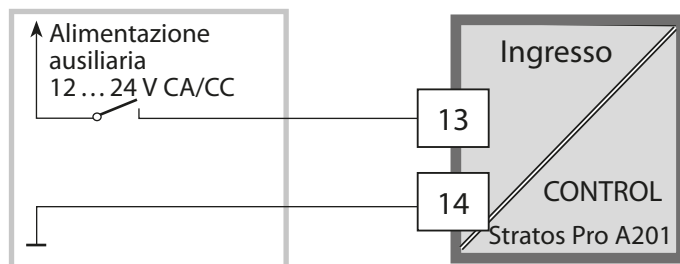 Alimentazione
ausiliaria
12 … 24 V CA/CC
13
14
Ingresso
CONTROL
Stratos Pro A201